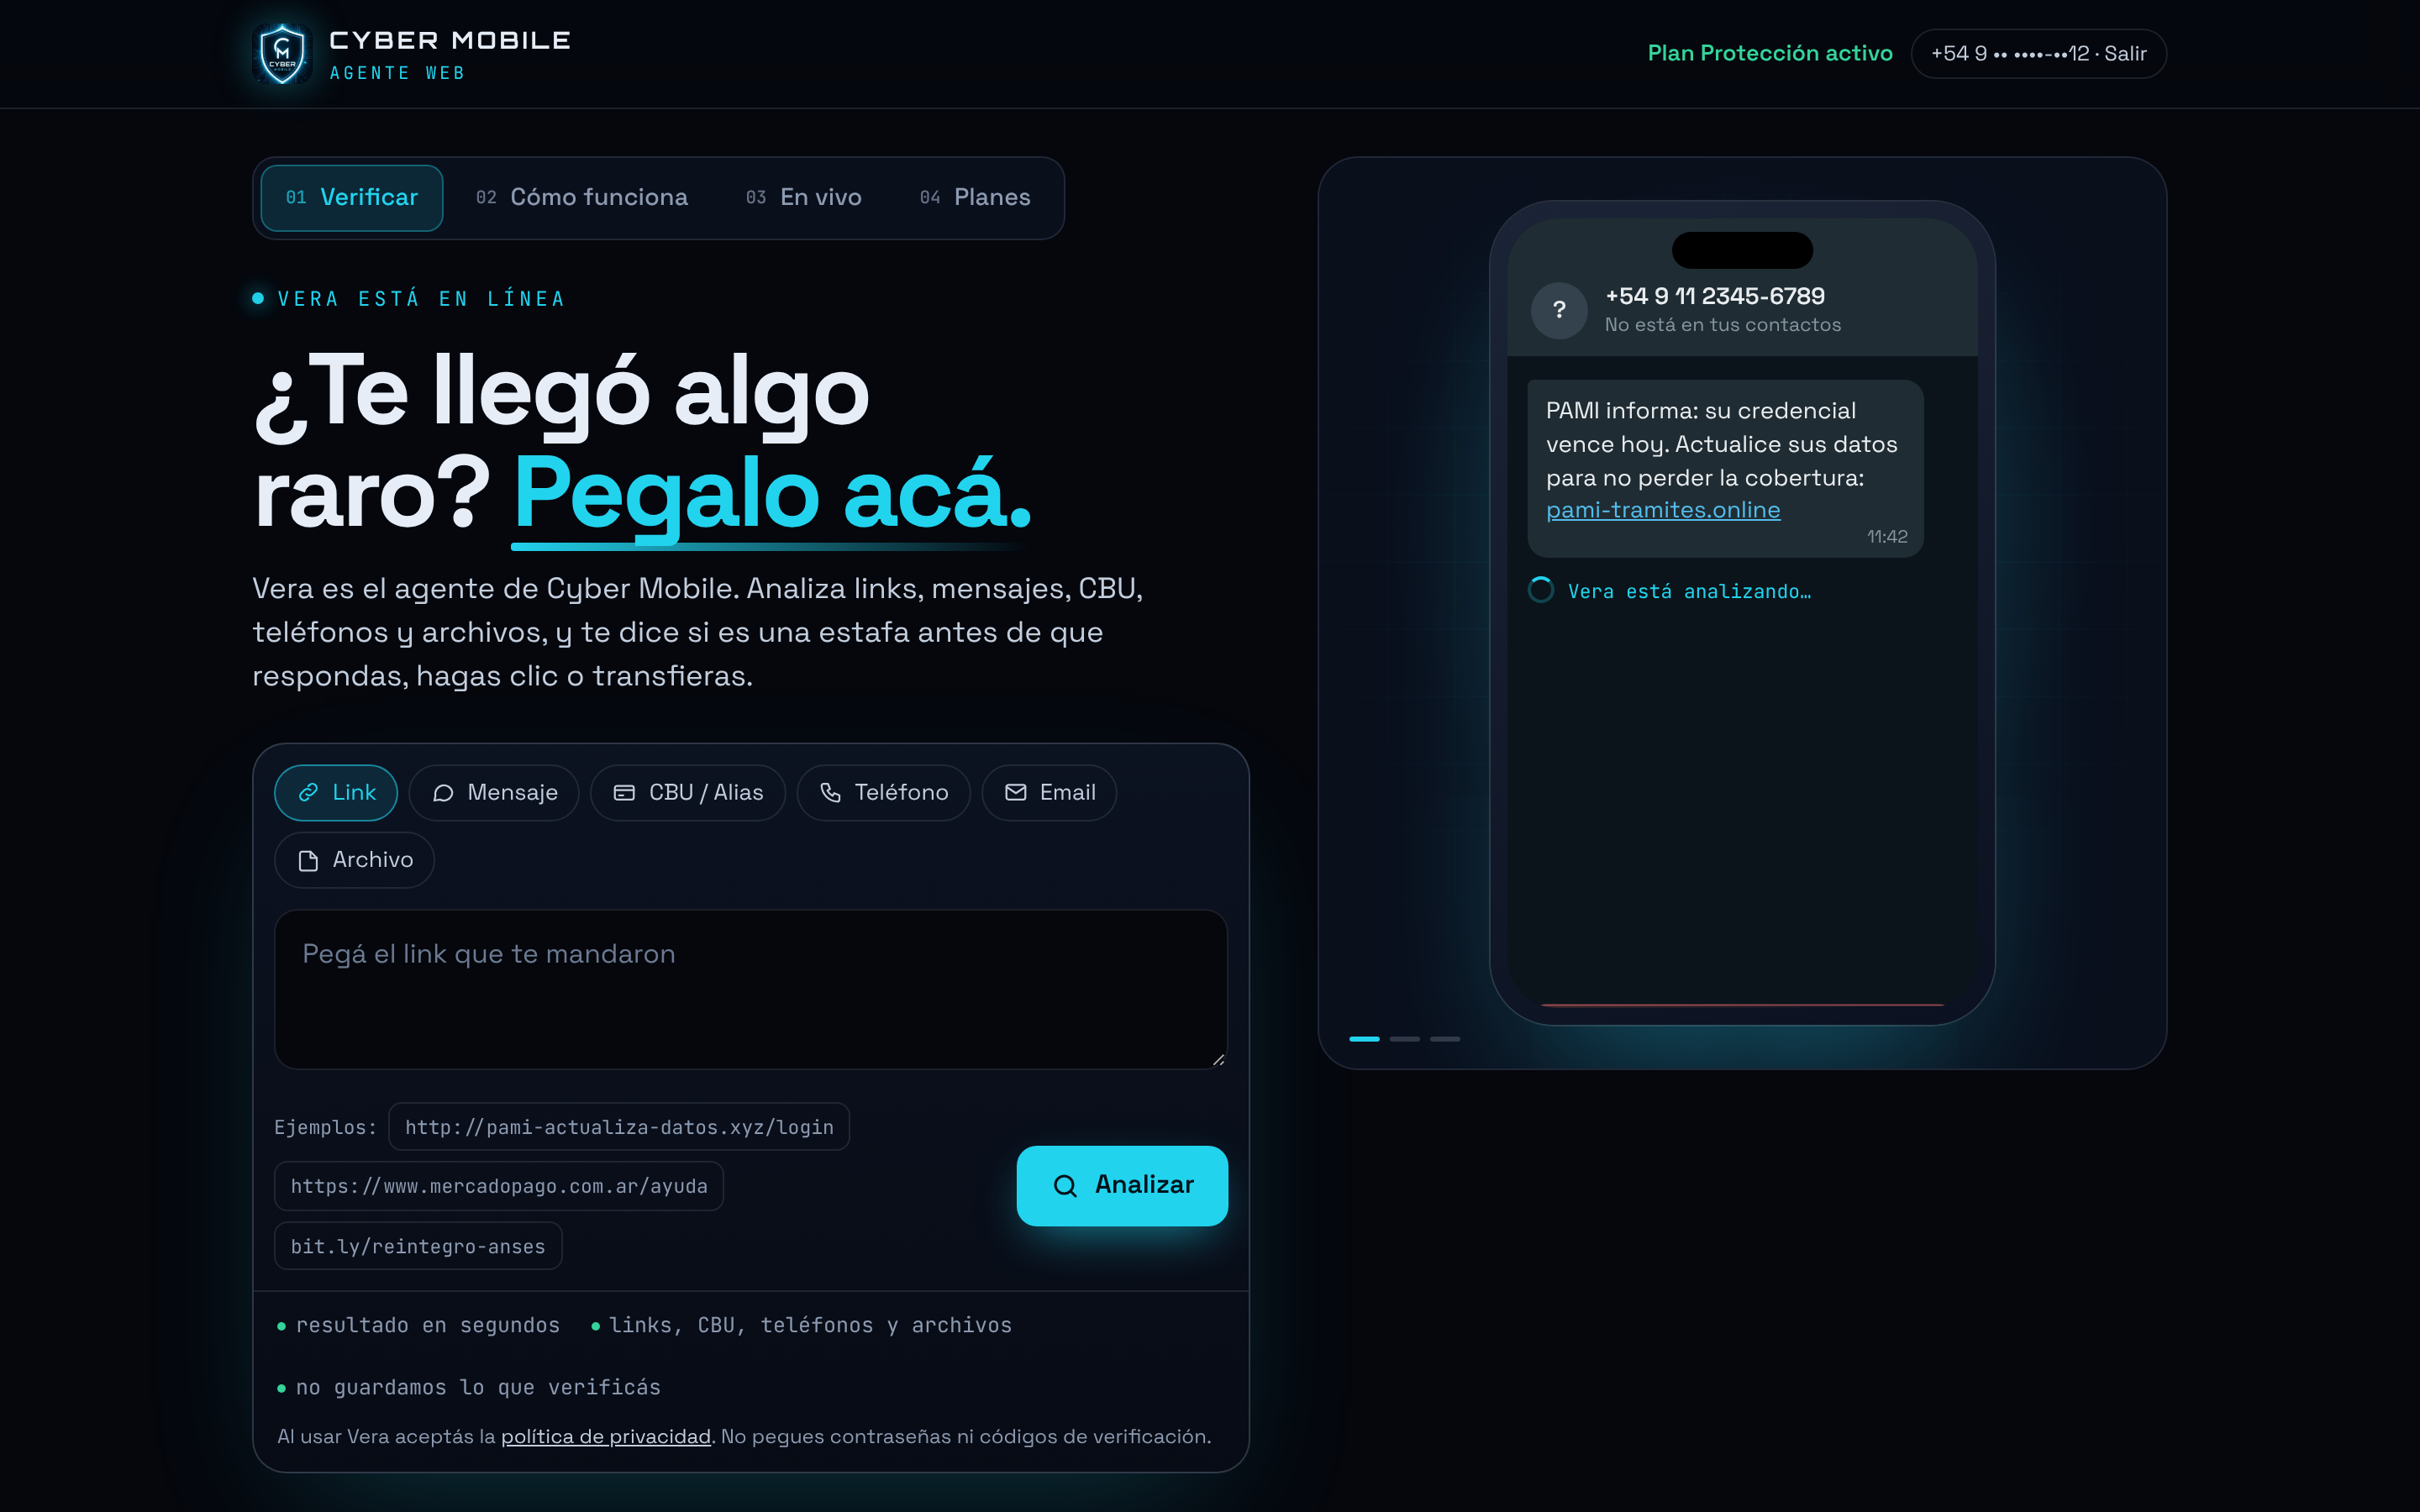 CYBER MOBILE
AGENTE WEB
Plan Protección activo
+54 9 •• ••••-••12 · Salir
01 Verificar
02 Cómo funciona
03 En vivo
04 Planes
VERA ESTÁ EN LÍNEA
¿Te llegó algo
raro? Pegalo acá.
Vera es el agente de Cyber Mobile. Analiza links, mensajes, CBU,
teléfonos y archivos, y te dice si es una estafa antes de que
respondas, hagas clic o transfieras.
Link
Mensaje
CBU / Alias
Teléfono
Email
Archivo
Pegá el link que te mandaron
Ejemplos: http://pami-actualiza-datos.xyz/login
https://www.mercadopago.com.ar/ayuda
bit.ly/reintegro-anses
Analizar
resultado en segundos
links, CBU, teléfonos y archivos
no guardamos lo que verificás
Al usar Vera aceptás la política de privacidad. No pegues contraseñas ni códigos de verificación.
?
+54 9 11 2345-6789
No está en tus contactos
PAMI informa: su credencial
vence hoy. Actualice sus datos
para no perder la cobertura:
pami-tramites.online
11:42
Vera está analizando…